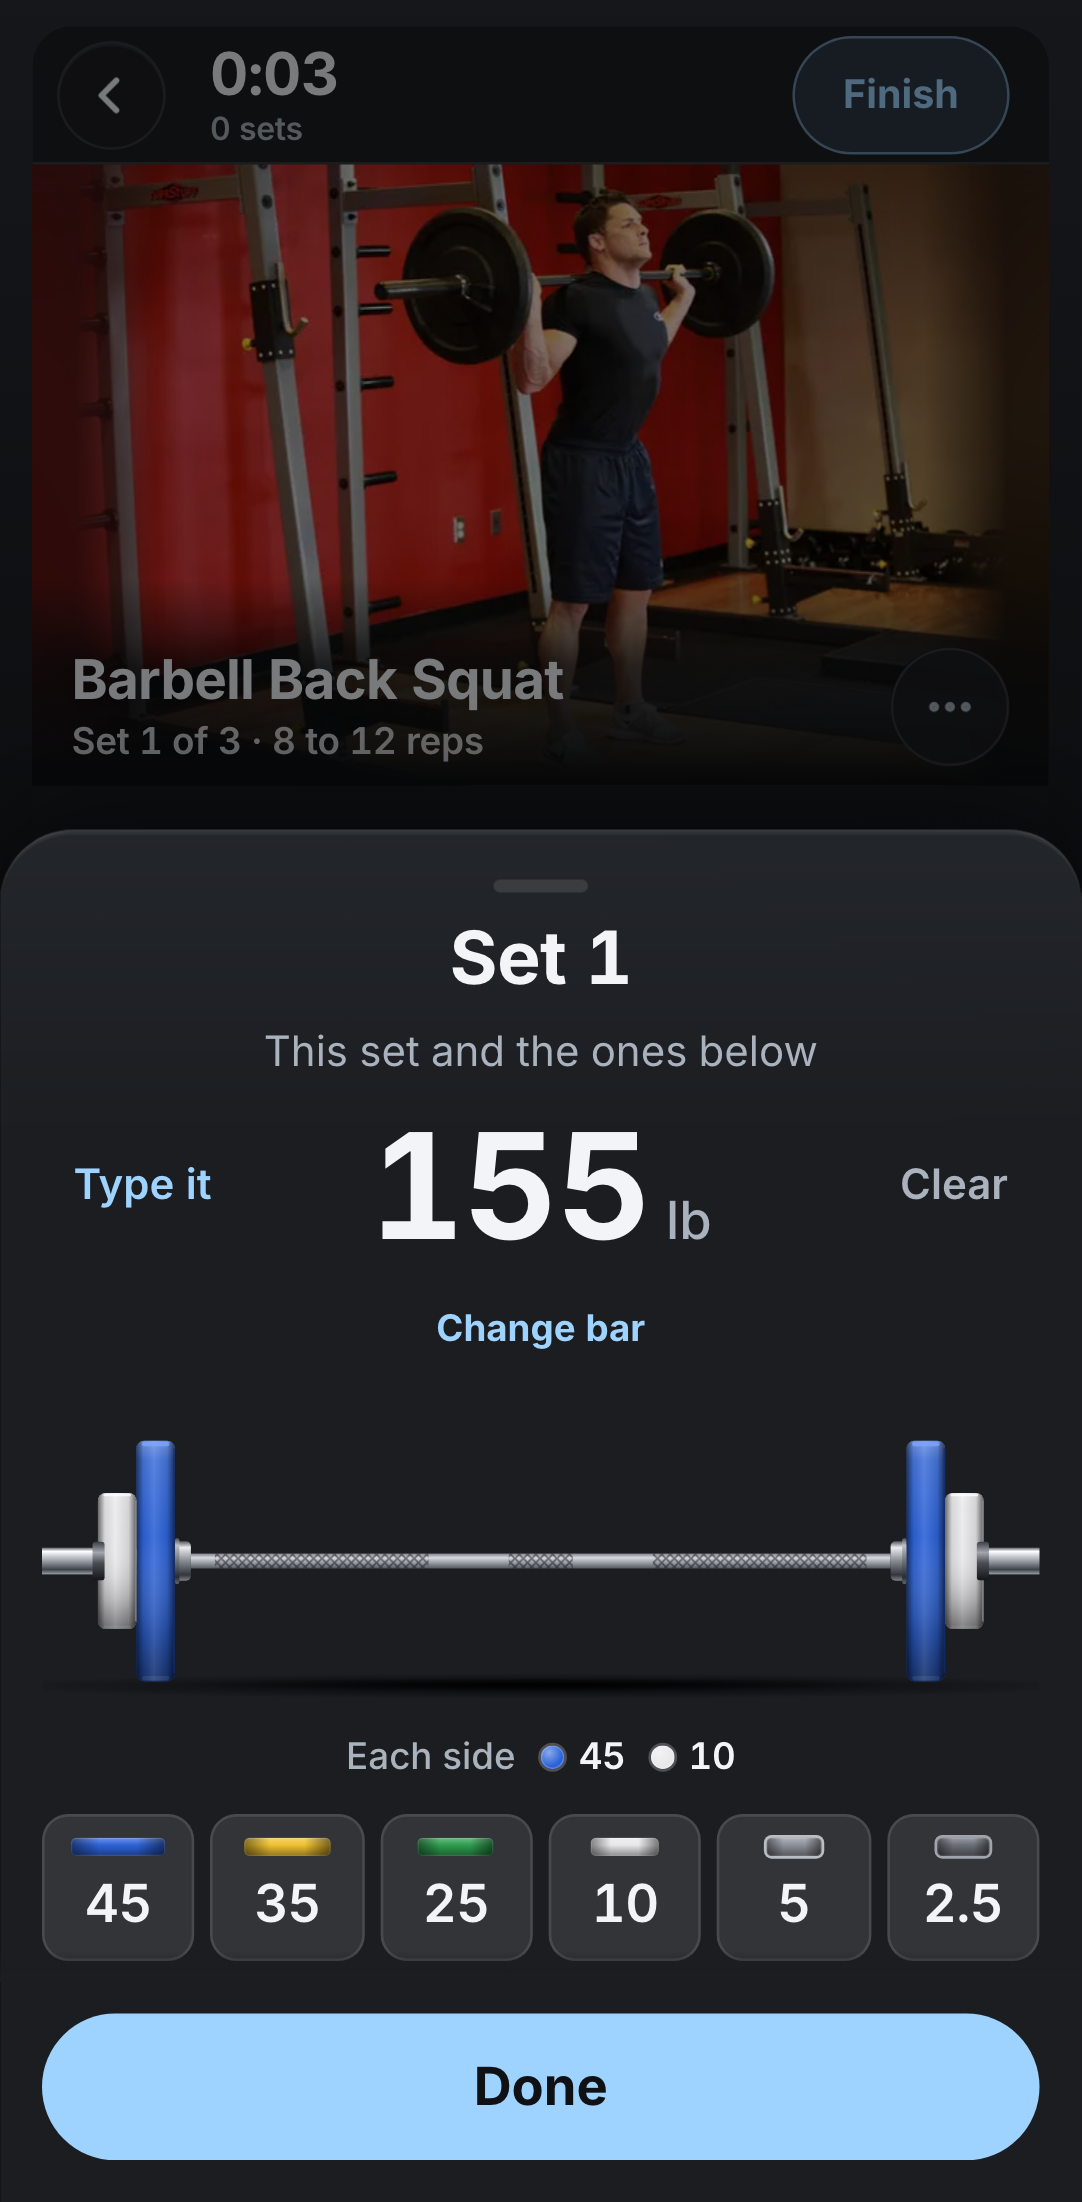 0:03
0 sets
Finish
Barbell Back Squat
Set 1 of 3 · 8 to 12 reps
Set 1
This set and the ones below
Type it
155 lb
Clear
Change bar
Each side 45 10
45 35 25 10 5 2.5
Done